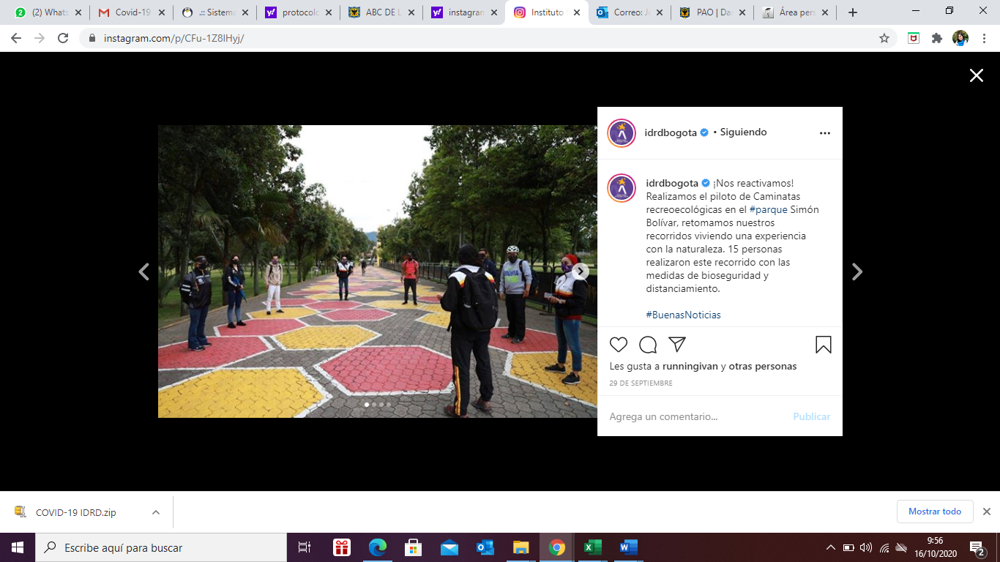 (2) Whats
Covid-19
.:: Sistema
protocolo
ABC DE L
instagram
Instituto
Correo: J
PAO | Da
Área pers
instagram.com/p/CFu-1Z8lHyj/
idrdbogota • Siguiendo
idrdbogota ¡Nos reactivamos!
Realizamos el piloto de Caminatas
recreoecológicas en el #parque Simón
Bolívar, retomamos nuestros
recorridos viviendo una experiencia
con la naturaleza. 15 personas
realizaron este recorrido con las
medidas de bioseguridad y
distanciamiento.
#BuenasNoticias
Les gusta a runningivan y otras personas
29 DE SEPTIEMBRE
Agrega un comentario... Publicar
COVID-19 IDRD.zip
Mostrar todo
Escribe aquí para buscar
9:56
16/10/2020
2